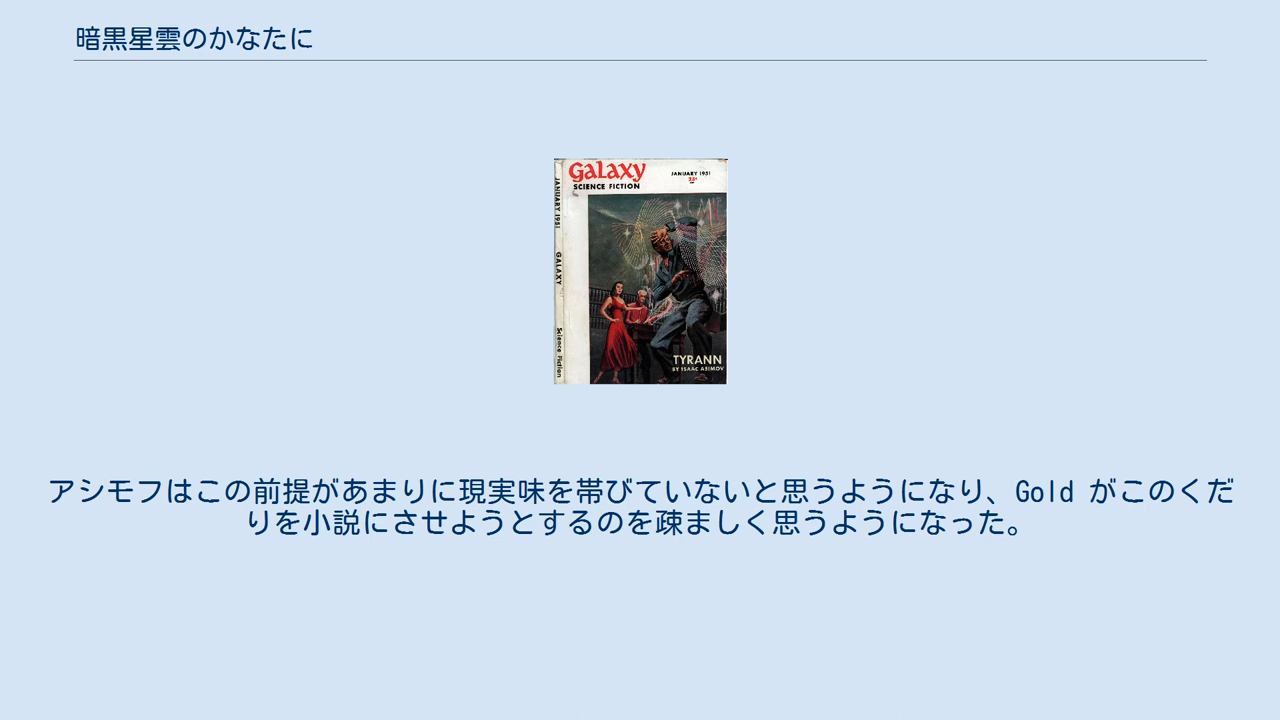 暗黒星雲のかなたに
Galaxy
SCIENCE FICTION
JANUARY 1951
25¢
JANUARY 1951
GALAXY
Science Fiction
TYRANN
BY ISAAC ASIMOV
アシモフはこの前提があまりに現実味を帯びていないと思うようになり、Gold がこのくだ
りを小説にさせようとするのを疎ましく思うようになった。